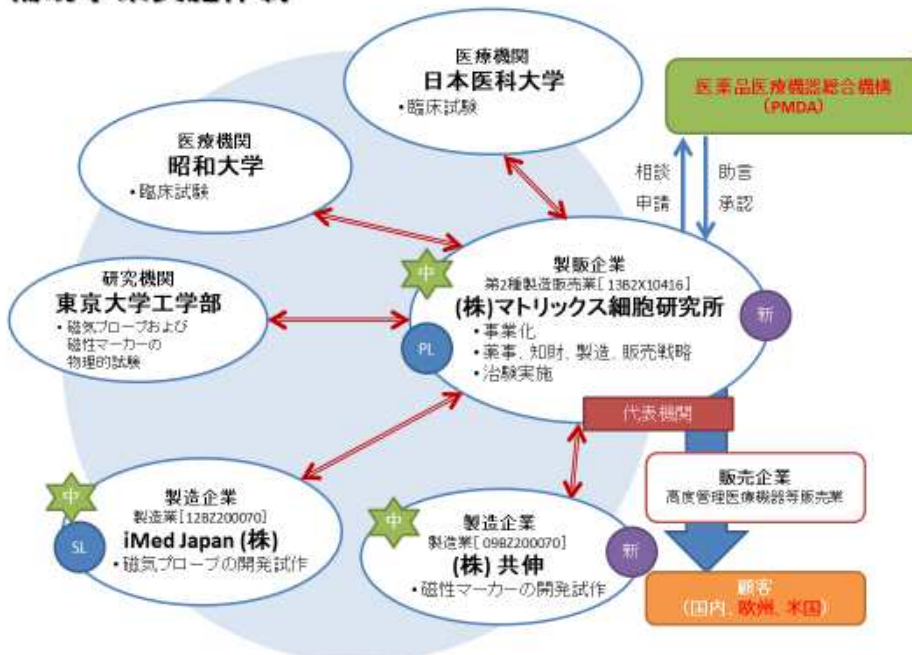 医療機関
日本医科大学
・臨床試験
医薬品医療機器総合機構
(PMDA)
医療機関
昭和大学
・臨床試験
相談
申請
助言
承認
研究機関
東京大学工学部
・磁気プローブおよび
磁性マーカーの
物理的試験
中
製販企業
第2種製造販売業[13B2X10416]
(株)マトリックス細胞研究所
・事業化
・薬事、知財、製造、販売戦略
・治験実施
PL
新
代表機関
販売企業
高度管理医療機器等販売業
中
SL
製造企業
製造業[12BZ200070]
iMed Japan (株)
・磁気プローブの開発試作
中
製造企業
製造業[09BZ200070]
(株) 共伸
・磁性マーカーの開発試作
新
顧客
(国内、欧州、米国)